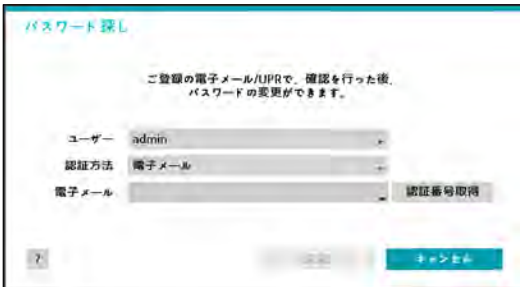 パスワード探し
ご登録の電子メール/UPRで、確認を行った後、
パスワードの変更ができます。
ユーザー admin
認証方法 電子メール
電子メール 認証番号取得
? キャンセル